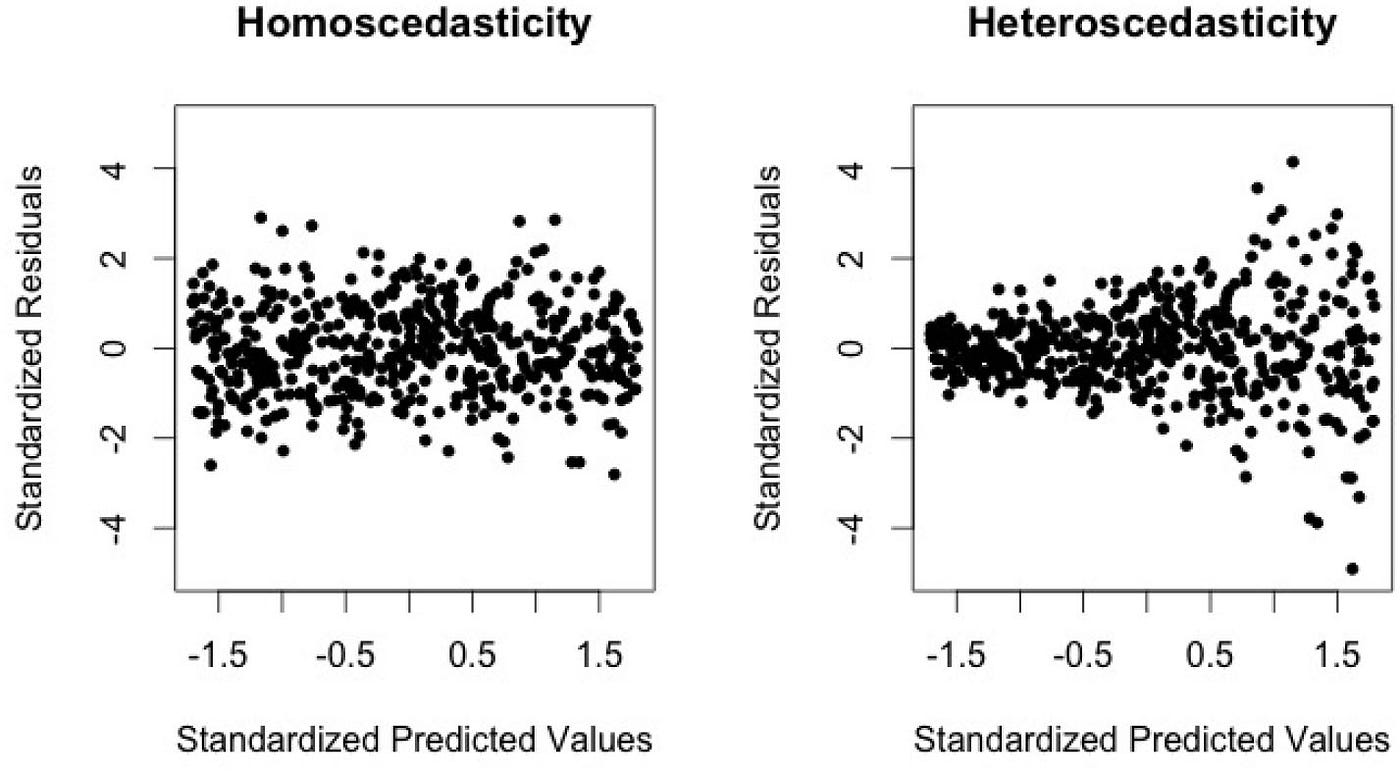 Homoscedasticity
Standardized Residuals
4
2
0
-2
-4
-1.5 -0.5 0.5 1.5
Standardized Predicted Values
Heteroscedasticity
Standardized Residuals
4
2
0
-2
-4
-1.5 -0.5 0.5 1.5
Standardized Predicted Values